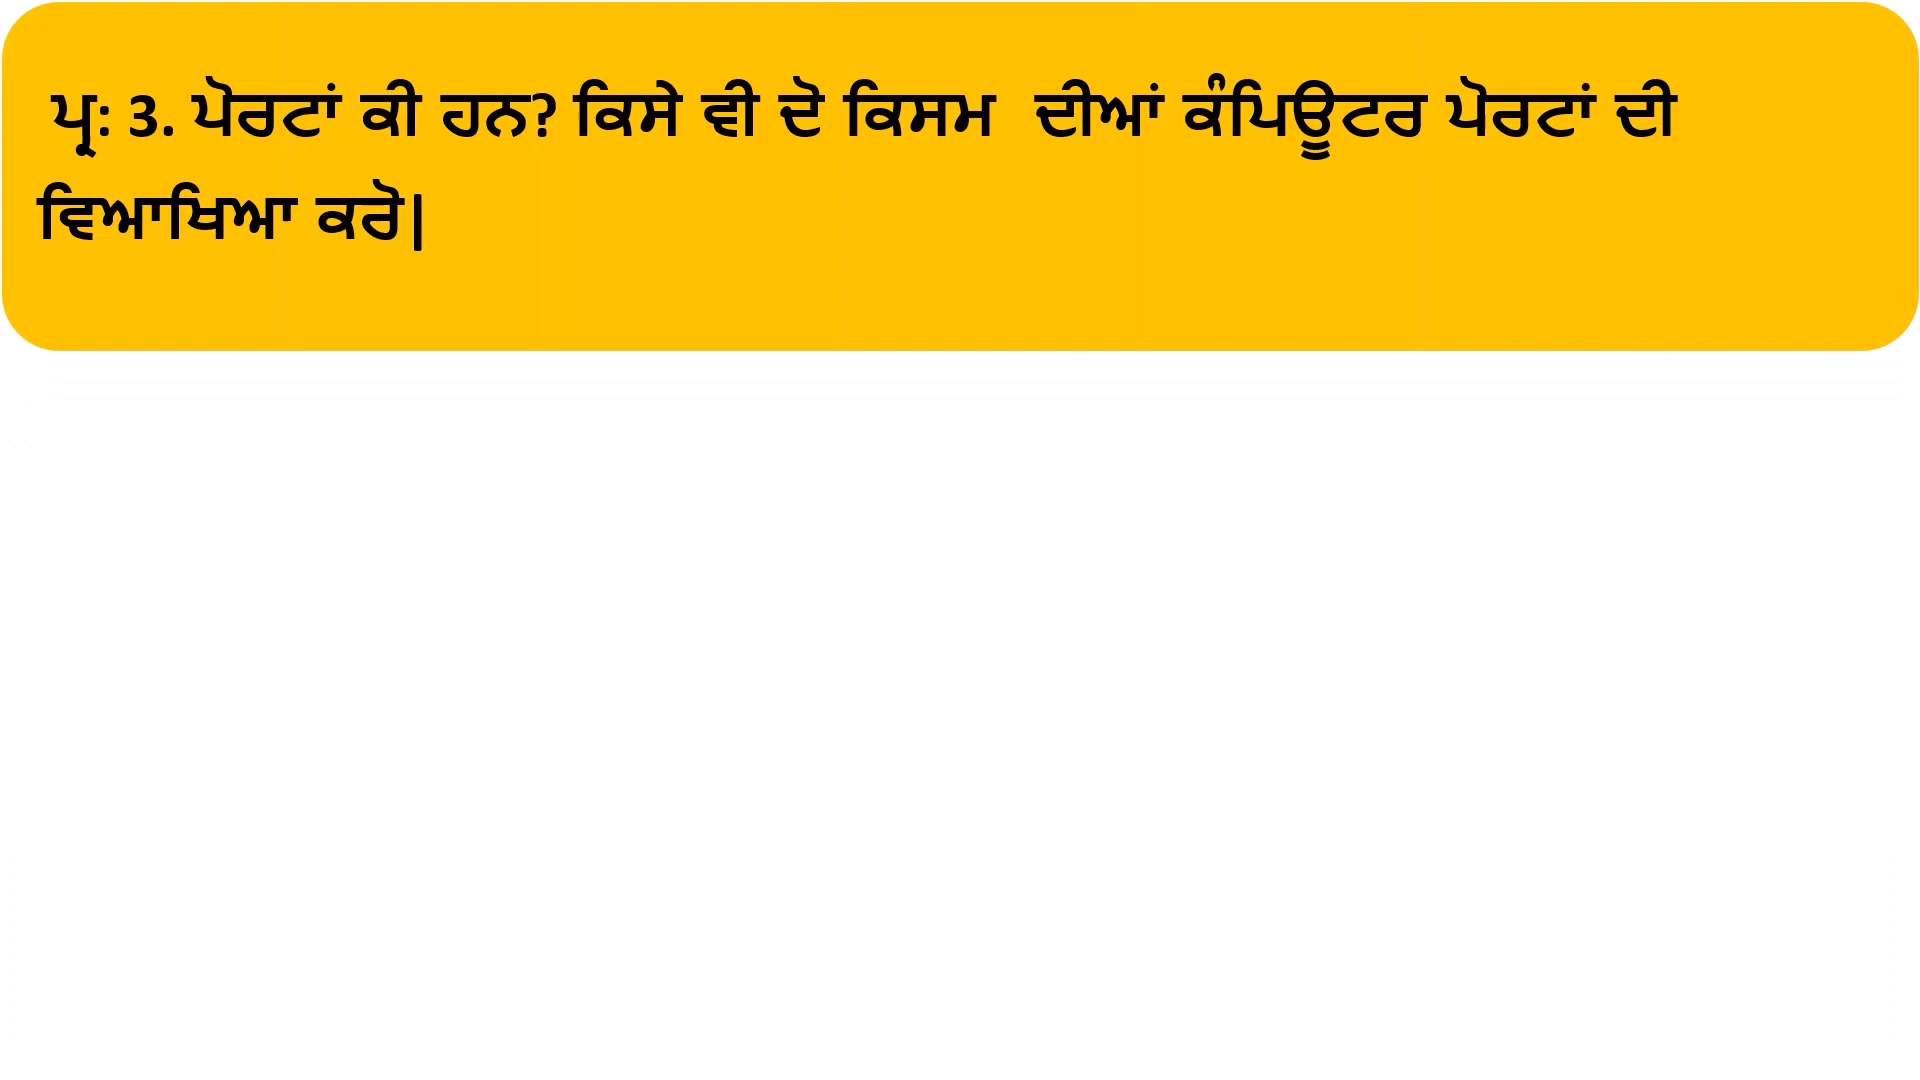 ਪ੍ਰ: 3. ਪੋਰਟਾਂ ਕੀ ਹਨ? ਕਿਸੇ ਵੀ ਦੋ ਕਿਸਮ  ਦੀਆਂ ਕੰਪਿਊਟਰ ਪੋਰਟਾਂ ਦੀ
ਵਿਆਖਿਆ ਕਰੋ|